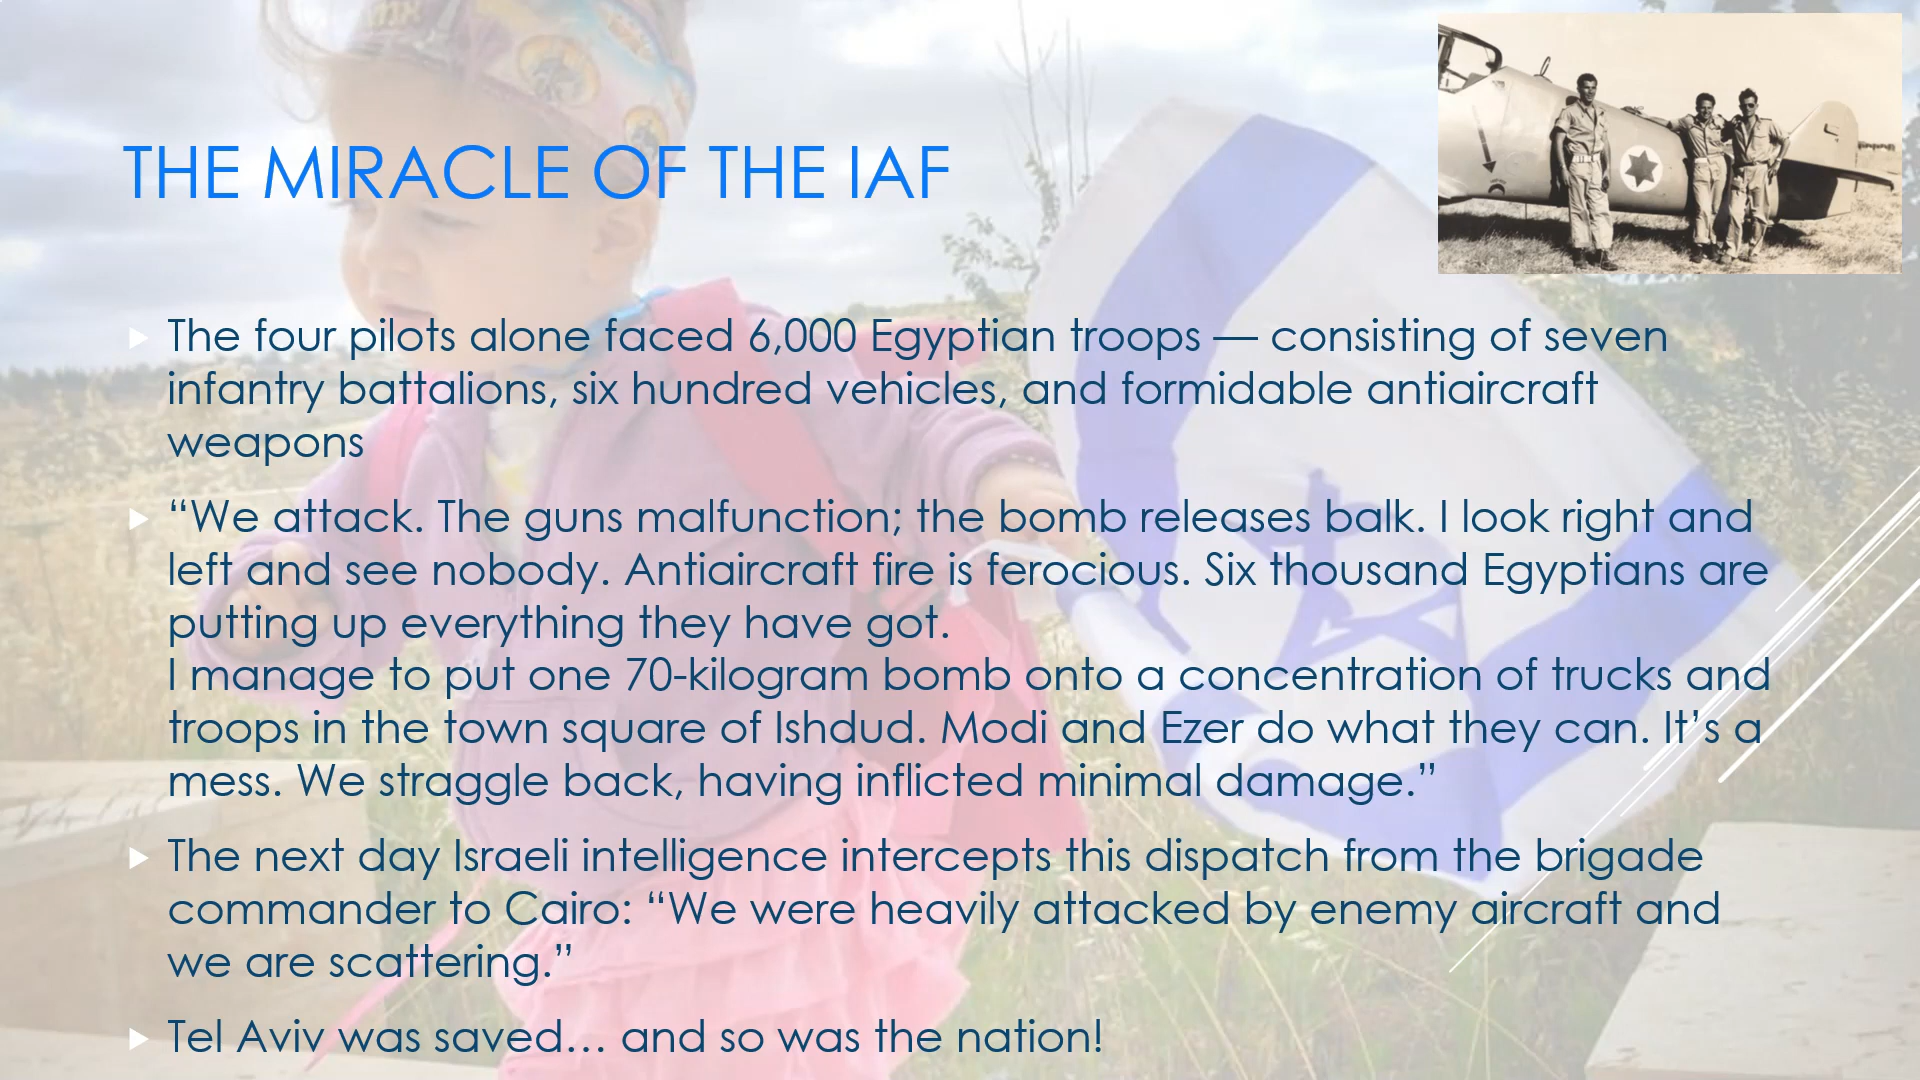 THE MIRACLE OF THE IAF
The four pilots alone faced 6,000 Egyptian troops — consisting of seven
infantry battalions, six hundred vehicles, and formidable antiaircraft
weapons
“We attack. The guns malfunction; the bomb releases balk. I look right and
left and see nobody. Antiaircraft fire is ferocious. Six thousand Egyptians are
putting up everything they have got.
I manage to put one 70-kilogram bomb onto a concentration of trucks and
troops in the town square of Ishdud. Modi and Ezer do what they can. It’s a
mess. We straggle back, having inflicted minimal damage.”
The next day Israeli intelligence intercepts this dispatch from the brigade
commander to Cairo: “We were heavily attacked by enemy aircraft and
we are scattering.”
Tel Aviv was saved… and so was the nation!